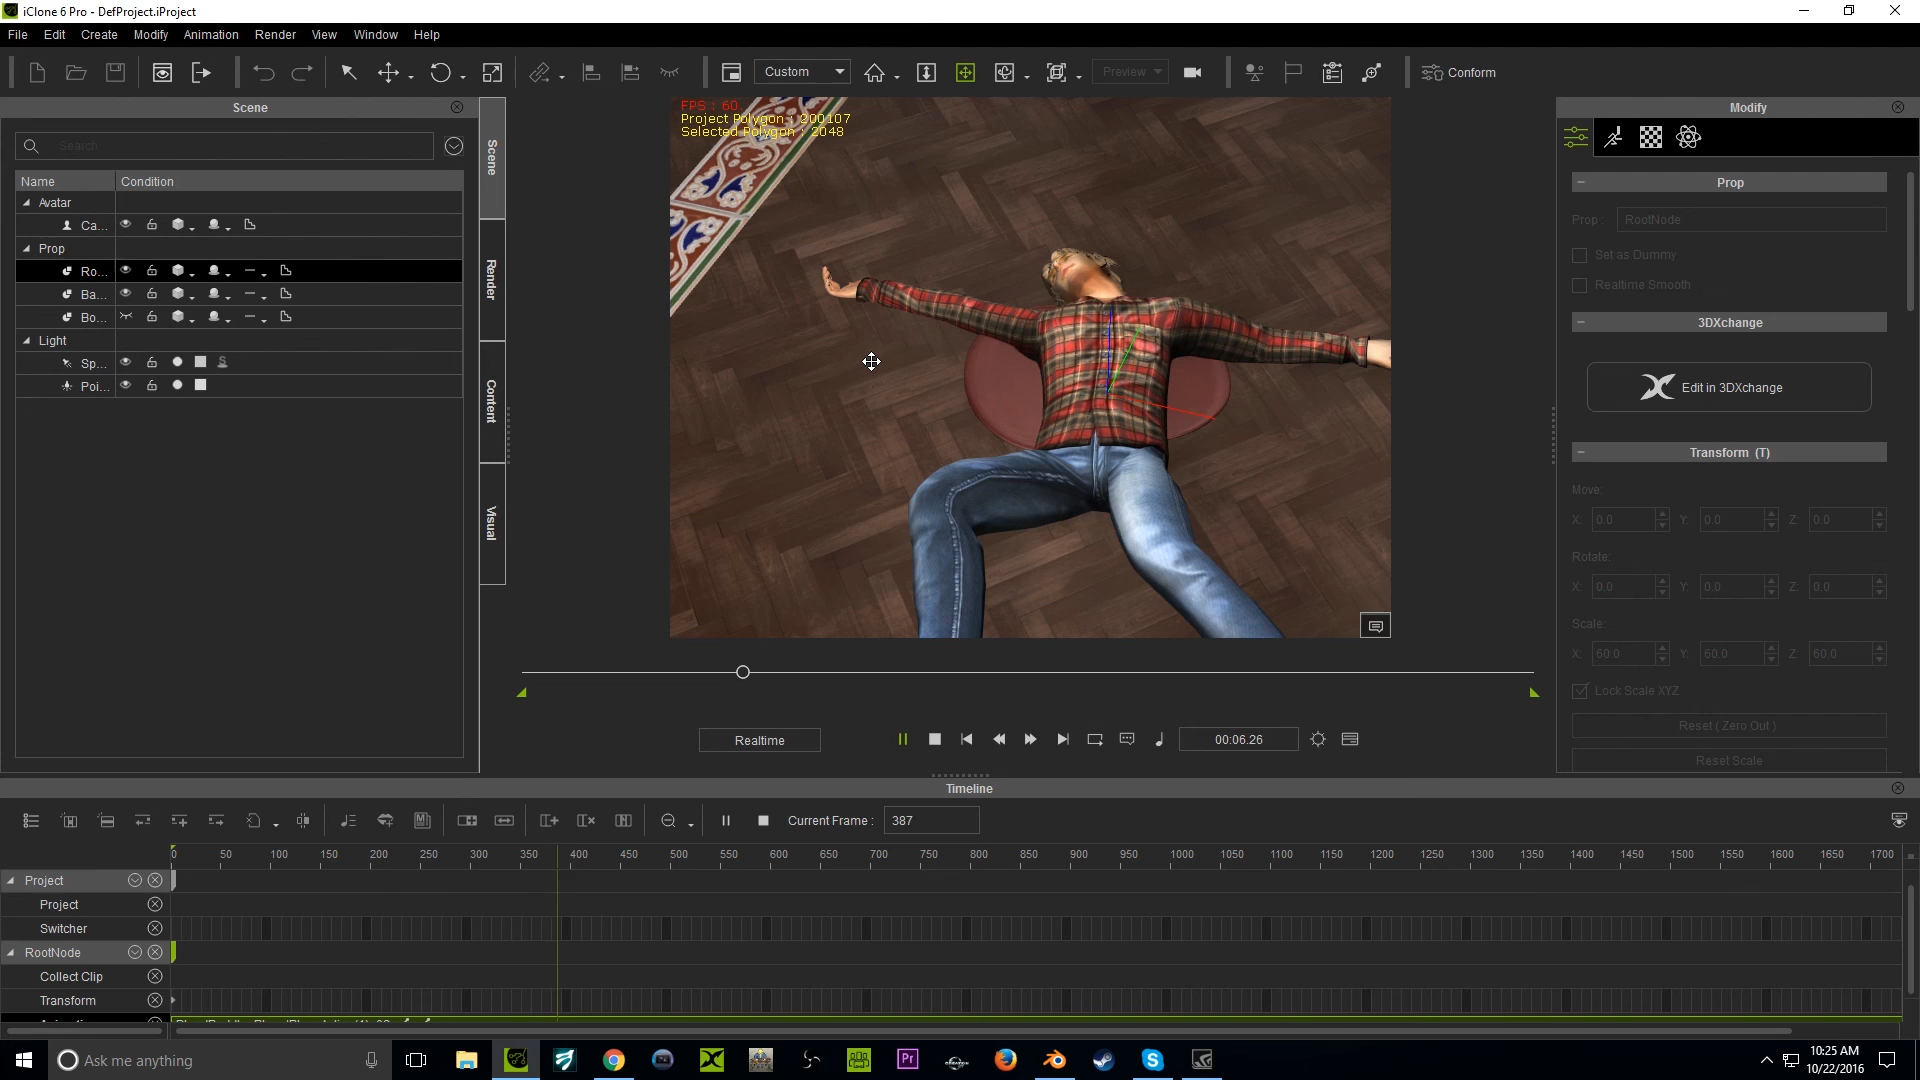 iClone 6 Pro - DefProject.iProject
File Edit Create Modify Animation Render View Window Help
Custom
Preview
Conform
Scene
Search
Name Condition
Avatar
Ca...
Prop
Ro...
Ba...
Bo...
Light
Sp...
Poi...
Scene
Render
Content
Visual
FPS : 60.
Project Polygon : 200107
Selected Polygon : 2048
Realtime
00:06.26
Modify
Prop
Prop : RootNode
Set as Dummy
Realtime Smooth
3DXchange
Edit in 3DXchange
Transform (T)
Move:
X: 0.0 Y: 0.0 Z: 0.0
Rotate:
X: 0.0 Y: 0.0 Z: 0.0
Scale:
X: 60.0 Y: 60.0 Z: 60.0
Lock Scale XYZ
Reset ( Zero Out )
Reset Scale
Timeline
Current Frame : 387
0 50 100 150 200 250 300 350 400 450 500 550 600 650 700 750 800 850 900 950 1000 1050 1100 1150 1200 1250 1300 1350 1400 1450 1500 1550 1600 1650 1700
Project
Project
Switcher
RootNode
Collect Clip
Transform
Ask me anything
Pr
10:25 AM
10/22/2016